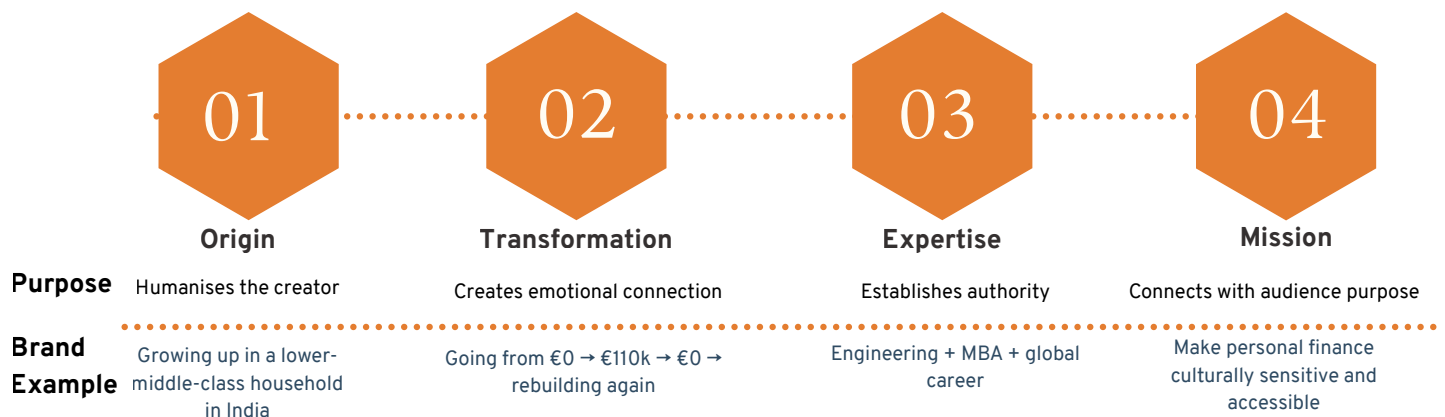 01
02
03
04
Origin
Transformation
Expertise
Mission
Purpose
Humanises the creator
Creates emotional connection
Establishes authority
Connects with audience purpose
Brand
Example
Growing up in a lower-
middle-class household
in India
Going from €0 → €110k → €0 →
rebuilding again
Engineering + MBA + global
career
Make personal finance
culturally sensitive and
accessible